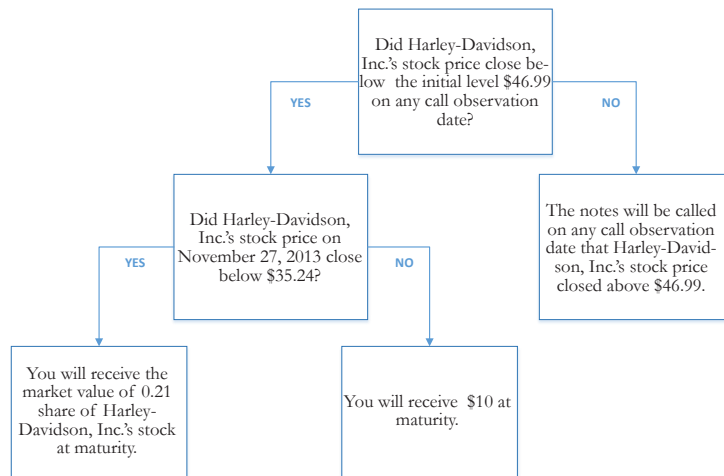 Did Harley-Davidson,
Inc.'s stock price close be-
low the initial level $46.99
on any call observation
date?
YES
NO
Did Harley-Davidson,
Inc.'s stock price on
November 27, 2013 close
below $35.24?
The notes will be called
on any call observation
date that Harley-David-
son, Inc.'s stock price
closed above $46.99.
YES
NO
You will receive the
market value of 0.21
share of Harley-
Davidson, Inc.'s stock
at maturity.
You will receive $10 at
maturity.